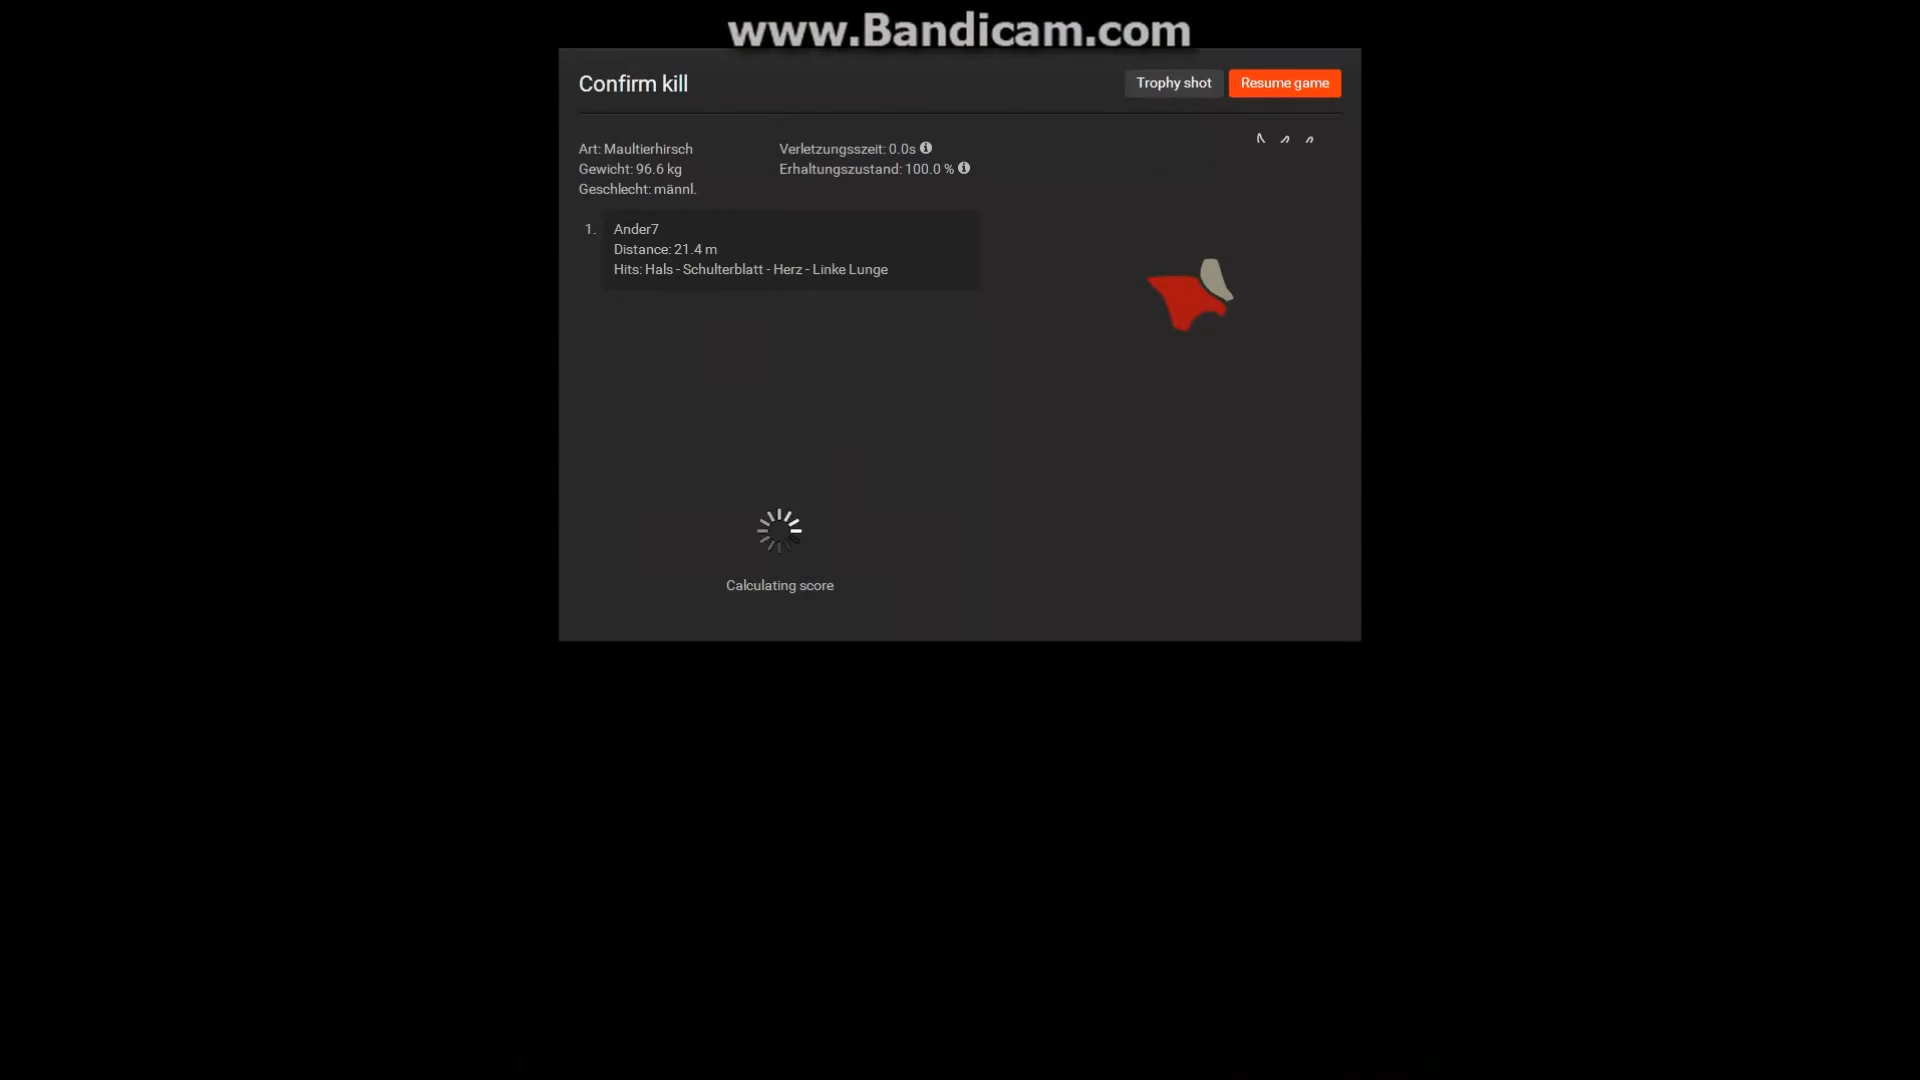 www.Bandicam.com
Confirm kill
Trophy shot
Resume game
Art: Maultierhirsch
Gewicht: 96.6 kg
Geschlecht: männl.
Verletzungsszeit: 0.0s
Erhaltungszustand: 100.0 %
1. Ander7
Distance: 21.4 m
Hits: Hals - Schulterblatt - Herz - Linke Lunge
Calculating score